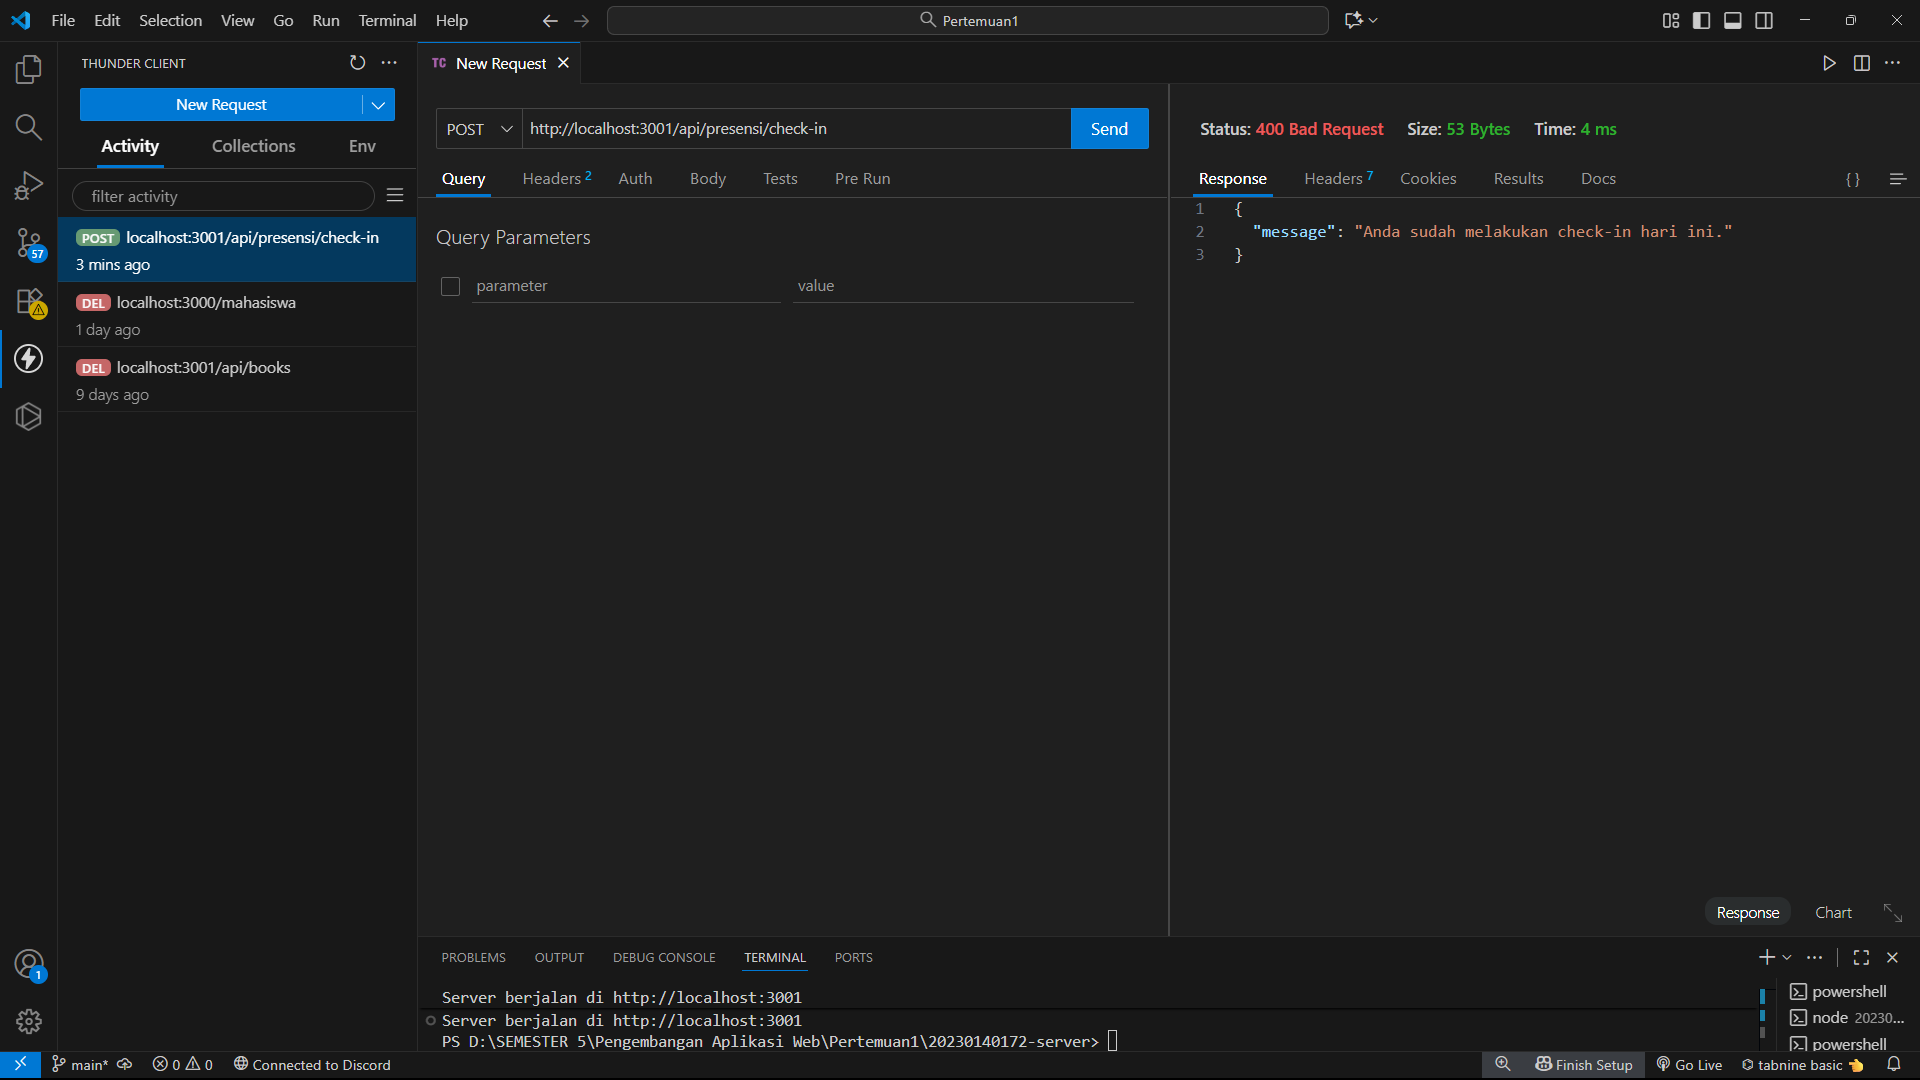 File Edit Selection View Go Run Terminal Help
Pertemuan1
THUNDER CLIENT
New Request
Activity Collections Env
filter activity
POST localhost:3001/api/presensi/check-in
3 mins ago
DEL localhost:3000/mahasiswa
1 day ago
DEL localhost:3001/api/books
9 days ago
57
1
TC New Request
POST http://localhost:3001/api/presensi/check-in Send
Query Headers 2 Auth Body Tests Pre Run
Query Parameters
parameter value
Status: 400 Bad Request Size: 53 Bytes Time: 4 ms
Response Headers 7 Cookies Results Docs { }
1 {
2 "message": "Anda sudah melakukan check-in hari ini."
3 }
Response Chart
PROBLEMS OUTPUT DEBUG CONSOLE TERMINAL PORTS
Server berjalan di http://localhost:3001
Server berjalan di http://localhost:3001
PS D:\SEMESTER 5\Pengembangan Aplikasi Web\Pertemuan1\20230140172-server>
powershell
node 20230...
powershell
main* 0 0 Connected to Discord Finish Setup Go Live tabnine basic